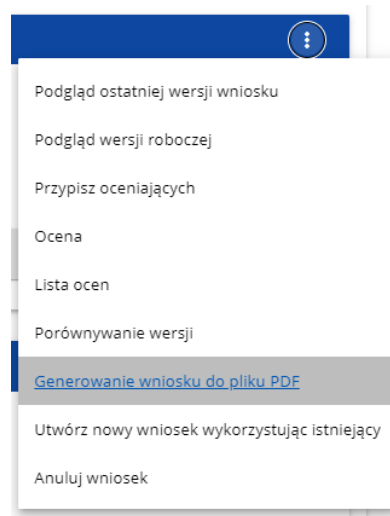 Podgląd ostatniej wersji wniosku
Podgląd wersji roboczej
Przypisz oceniających
Ocena
Lista ocen
Porównywanie wersji
Generowanie wniosku do pliku PDF
Utwórz nowy wniosek wykorzystując istniejący
Anuluj wniosek